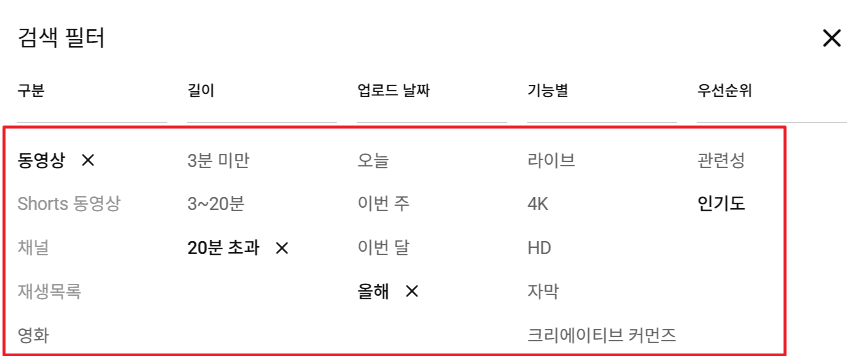 검색 필터
구분 길이 업로드 날짜 기능별 우선순위
동영상 3분 미만 오늘 라이브 관련성
Shorts 동영상 3~20분 이번 주 4K 인기도
채널 20분 초과 이번 달 HD
재생목록 올해 자막
영화 크리에이티브 커먼즈